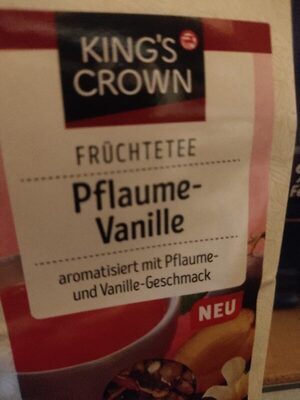 KING'S
CROWN
FRÜCHTETEE
Pflaume-
Vanille
aromatisiert mit Pflaume-
und Vanille-Geschmack
NEU